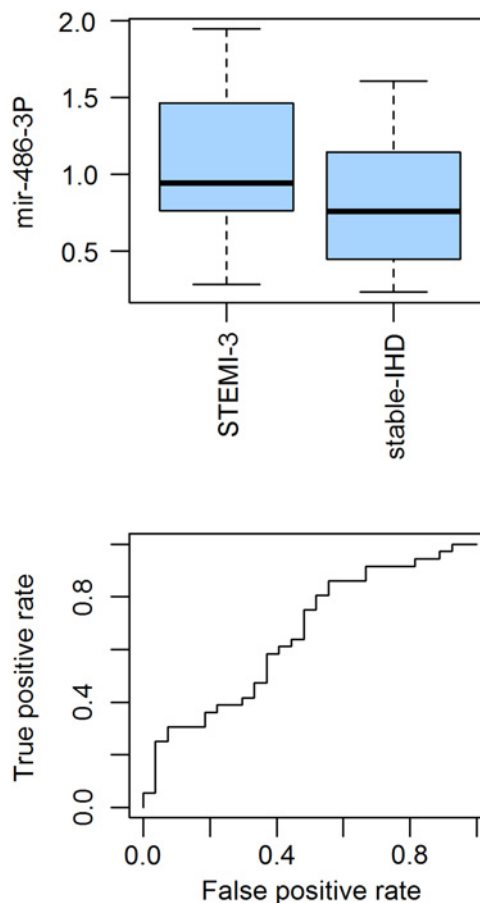 mir-486-3P
2.0
1.5
1.0
0.5
STEMI-3
stable-IHD
True positive rate
0.8
0.4
0.0
0.0 0.4 0.8
False positive rate